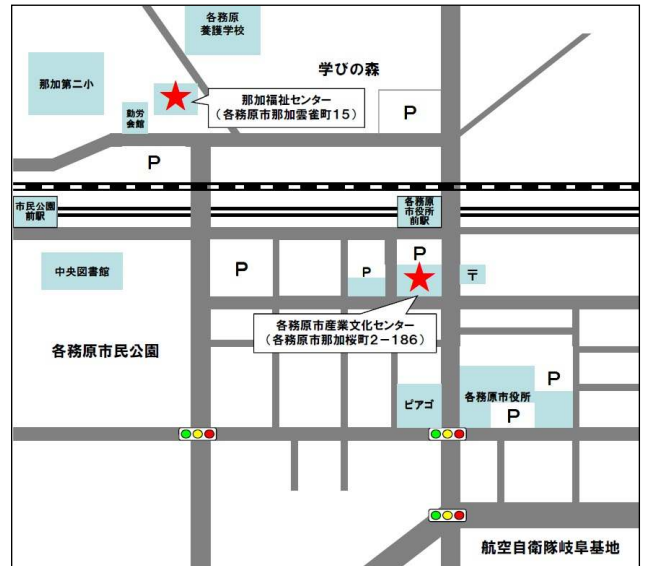 各務原
養護学校
学びの森
那加第二小
那加福祉センター
(各務原市那加雲雀町15)
勤労
会館
P
P
市民公園
前駅
各務原
市役所
前駅
中央図書館
P
P
P
〒
各務原市産業文化センター
(各務原市那加桜町2-186)
各務原市民公園
ピアゴ
各務原市役所
P
P
航空自衛隊岐阜基地